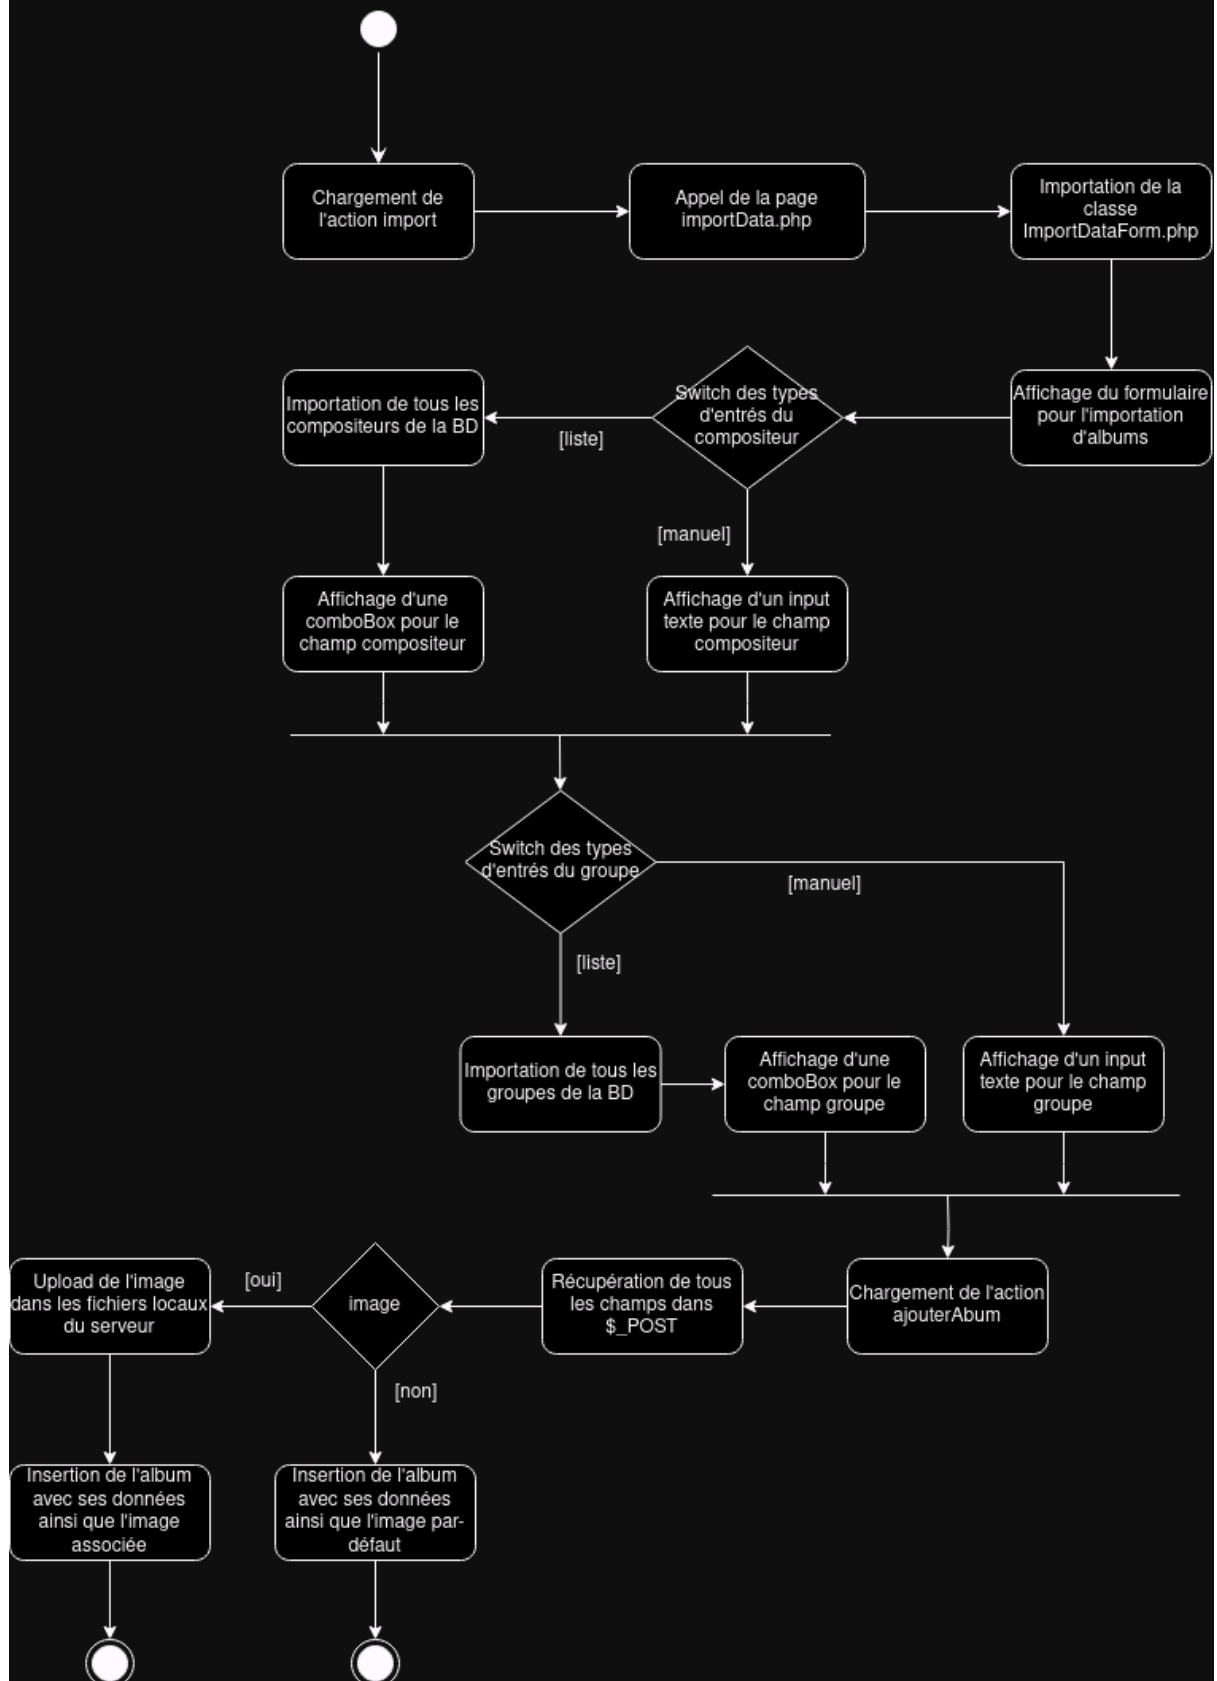 Chargement de
l'action import
Appel de la page
importData.php
Importation de la
classe
ImportDataForm.php
Importation de tous les
compositeurs de la BD
[liste]
Switch des types
d'entrés du
compositeur
Affichage du formulaire
pour l'importation
d'albums
[manuel]
Affichage d'une
comboBox pour le
champ compositeur
Affichage d'un input
texte pour le champ
compositeur
Switch des types
d'entrés du groupe
[manuel]
[liste]
Importation de tous les
groupes de la BD
Affichage d'une
comboBox pour le
champ groupe
Affichage d'un input
texte pour le champ
groupe
Upload de l'image
dans les fichiers locaux
du serveur
[oui]
image
Récupération de tous
les champs dans
$_POST
Chargement de l'action
ajouterAbum
[non]
Insertion de l'album
avec ses données
ainsi que l'image
associée
Insertion de l'album
avec ses données
ainsi que l'image par-
défaut